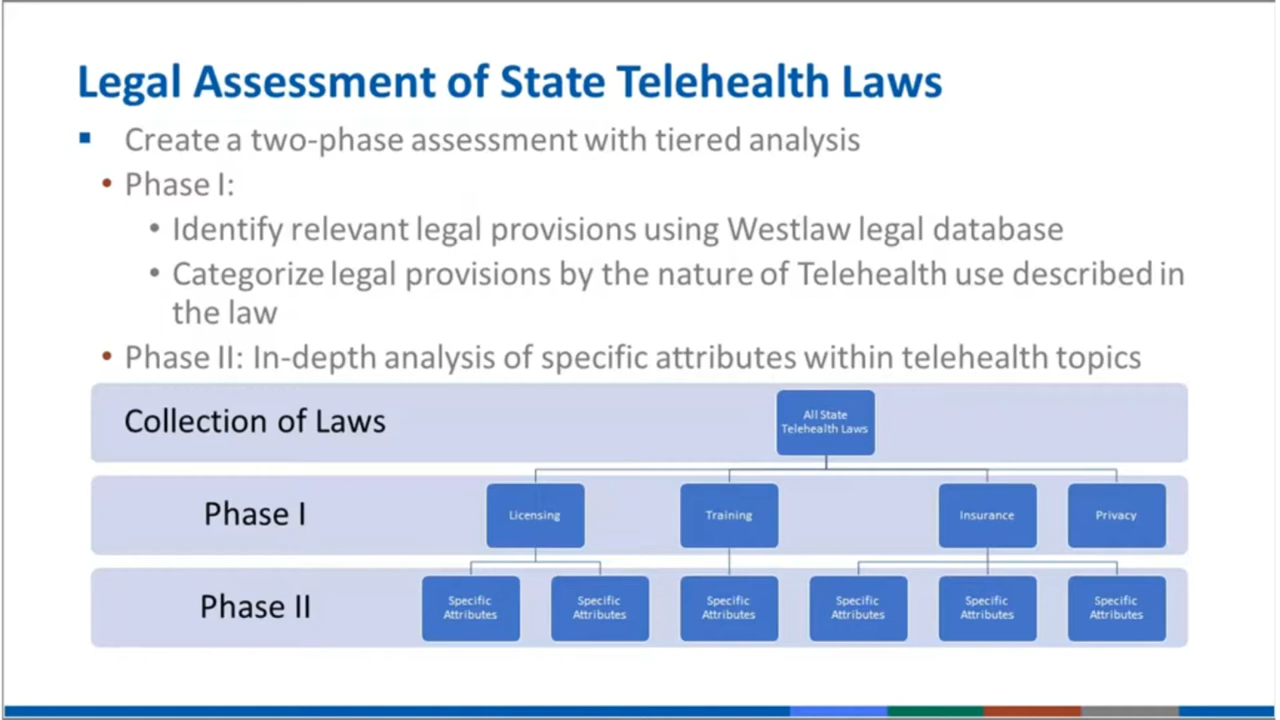 Legal Assessment of State Telehealth Laws
▪ Create a two-phase assessment with tiered analysis
• Phase I:
• Identify relevant legal provisions using Westlaw legal database
• Categorize legal provisions by the nature of Telehealth use described in
the law
• Phase II: In-depth analysis of specific attributes within telehealth topics
Collection of Laws
All State
Telehealth Laws
Phase I
Licensing
Training
Insurance
Privacy
Phase II
Specific
Attributes
Specific
Attributes
Specific
Attributes
Specific
Attributes
Specific
Attributes
Specific
Attributes